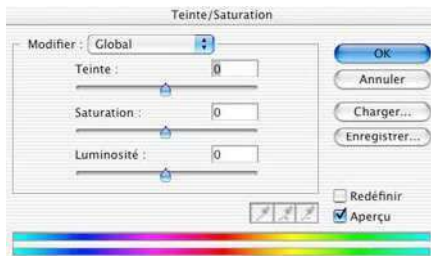 Teinte/Saturation
Modifier : Global
Teinte : 0
Saturation : 0
Luminosité : 0
OK
Annuler
Charger...
Enregistrer...
Redéfinir
Aperçu